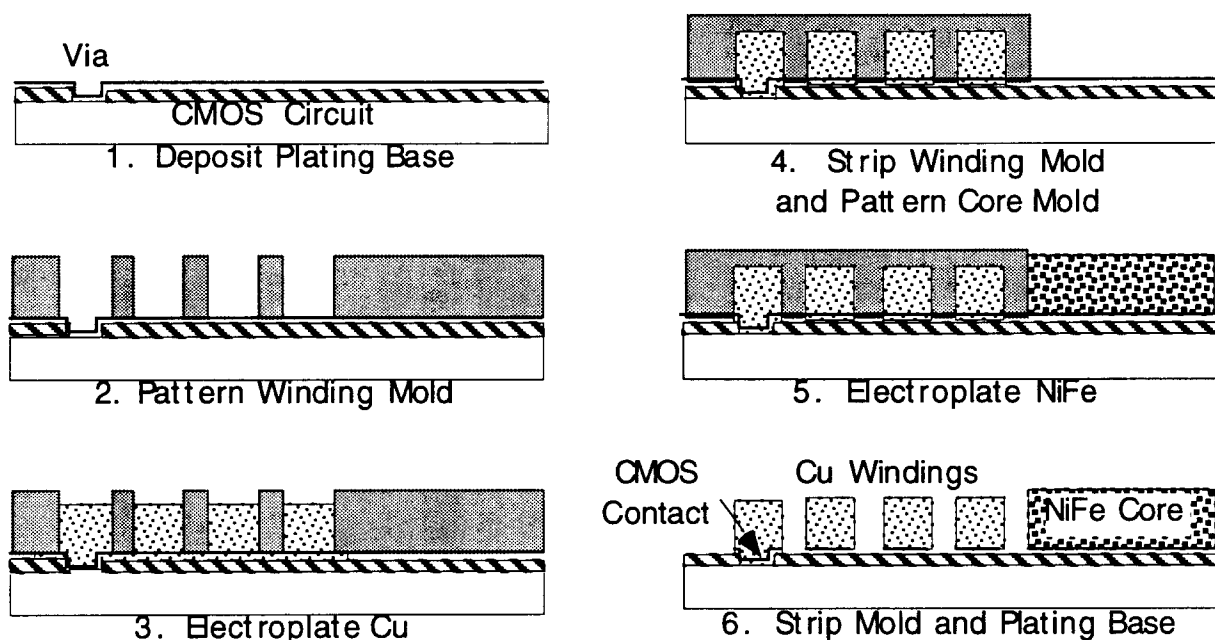 Via
CMOS Circuit
1. Deposit Plating Base
2. Pattern Winding Mold
3. Electroplate Cu
4. Strip Winding Mold
and Pattern Core Mold
5. Electroplate NiFe
CMOS
Contact
Cu Windings
NiFe Core
6. Strip Mold and Plating Base